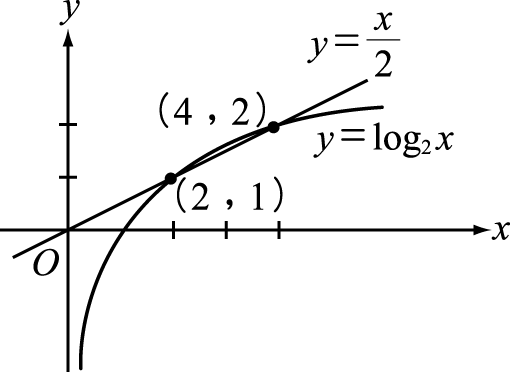 y
y = x/2
(4 , 2)
y = log₂x
(2 , 1)
x
O